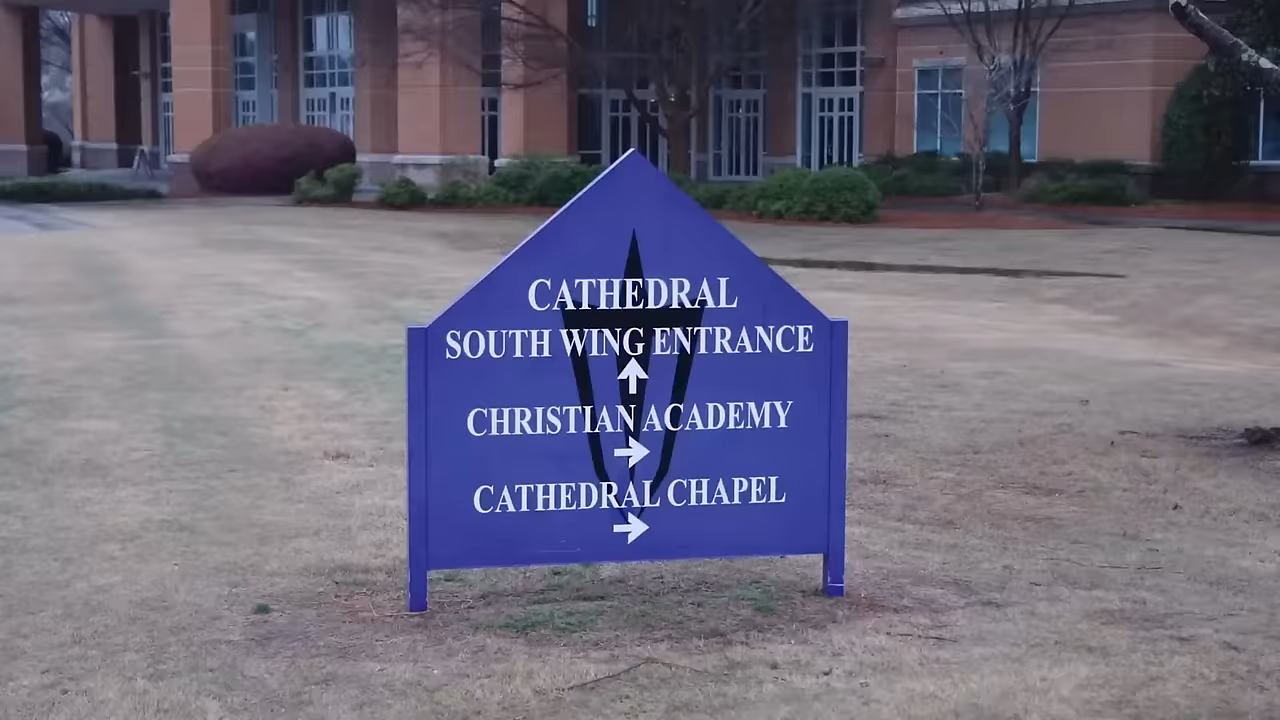 CATHEDRAL
SOUTH WING ENTRANCE
CHRISTIAN ACADEMY
CATHEDRAL CHAPEL